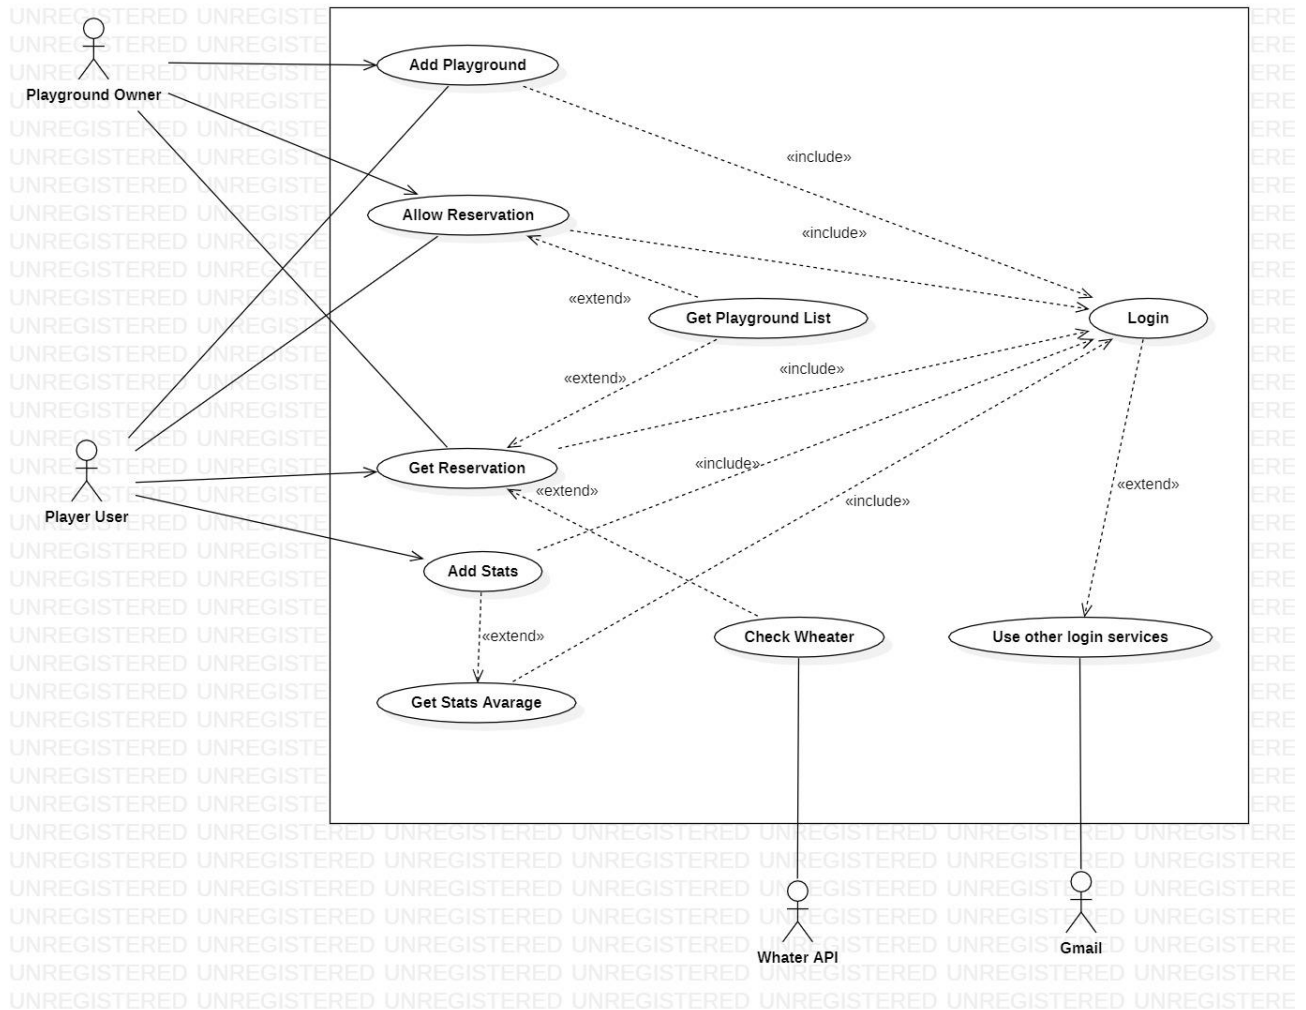 Playground Owner
Add Playground
«include»
Allow Reservation
«include»
«extend»
Get Playground List
Login
«extend»
«include»
Get Reservation
«include»
«extend»
«extend»
«include»
Player User
Add Stats
«extend»
Check Wheater
Use other login services
Get Stats Avarage
Whater API
Gmail
UNREGISTERED